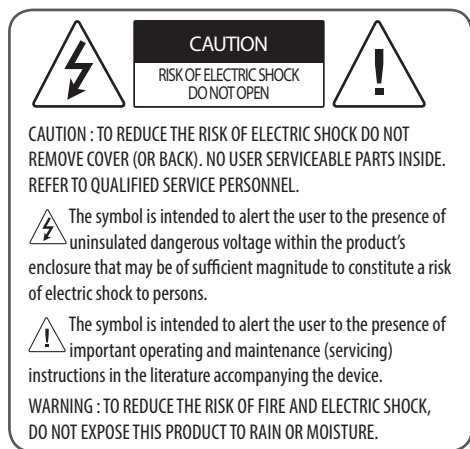 CAUTION
RISK OF ELECTRIC SHOCK
DO NOT OPEN
CAUTION : TO REDUCE THE RISK OF ELECTRIC SHOCK DO NOT
REMOVE COVER (OR BACK). NO USER SERVICEABLE PARTS INSIDE.
REFER TO QUALIFIED SERVICE PERSONNEL.
The symbol is intended to alert the user to the presence of
uninsulated dangerous voltage within the product's
enclosure that may be of sufficient magnitude to constitute a risk
of electric shock to persons.
The symbol is intended to alert the user to the presence of
important operating and maintenance (servicing)
instructions in the literature accompanying the device.
WARNING : TO REDUCE THE RISK OF FIRE AND ELECTRIC SHOCK,
DO NOT EXPOSE THIS PRODUCT TO RAIN OR MOISTURE.